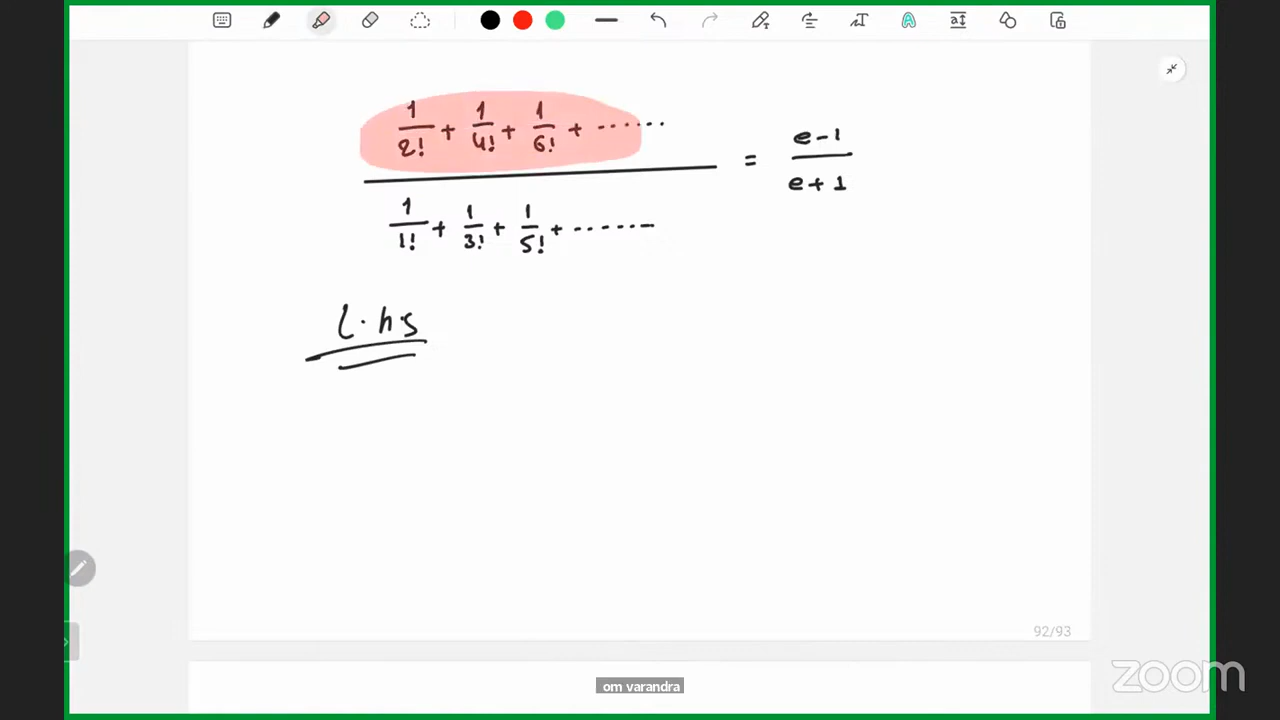 1/2! + 1/4! + 1/6! + ......
= e-1/e+1
1/1! + 1/3! + 1/5! + .......
L.h.s
92/93
zoom
om varandra